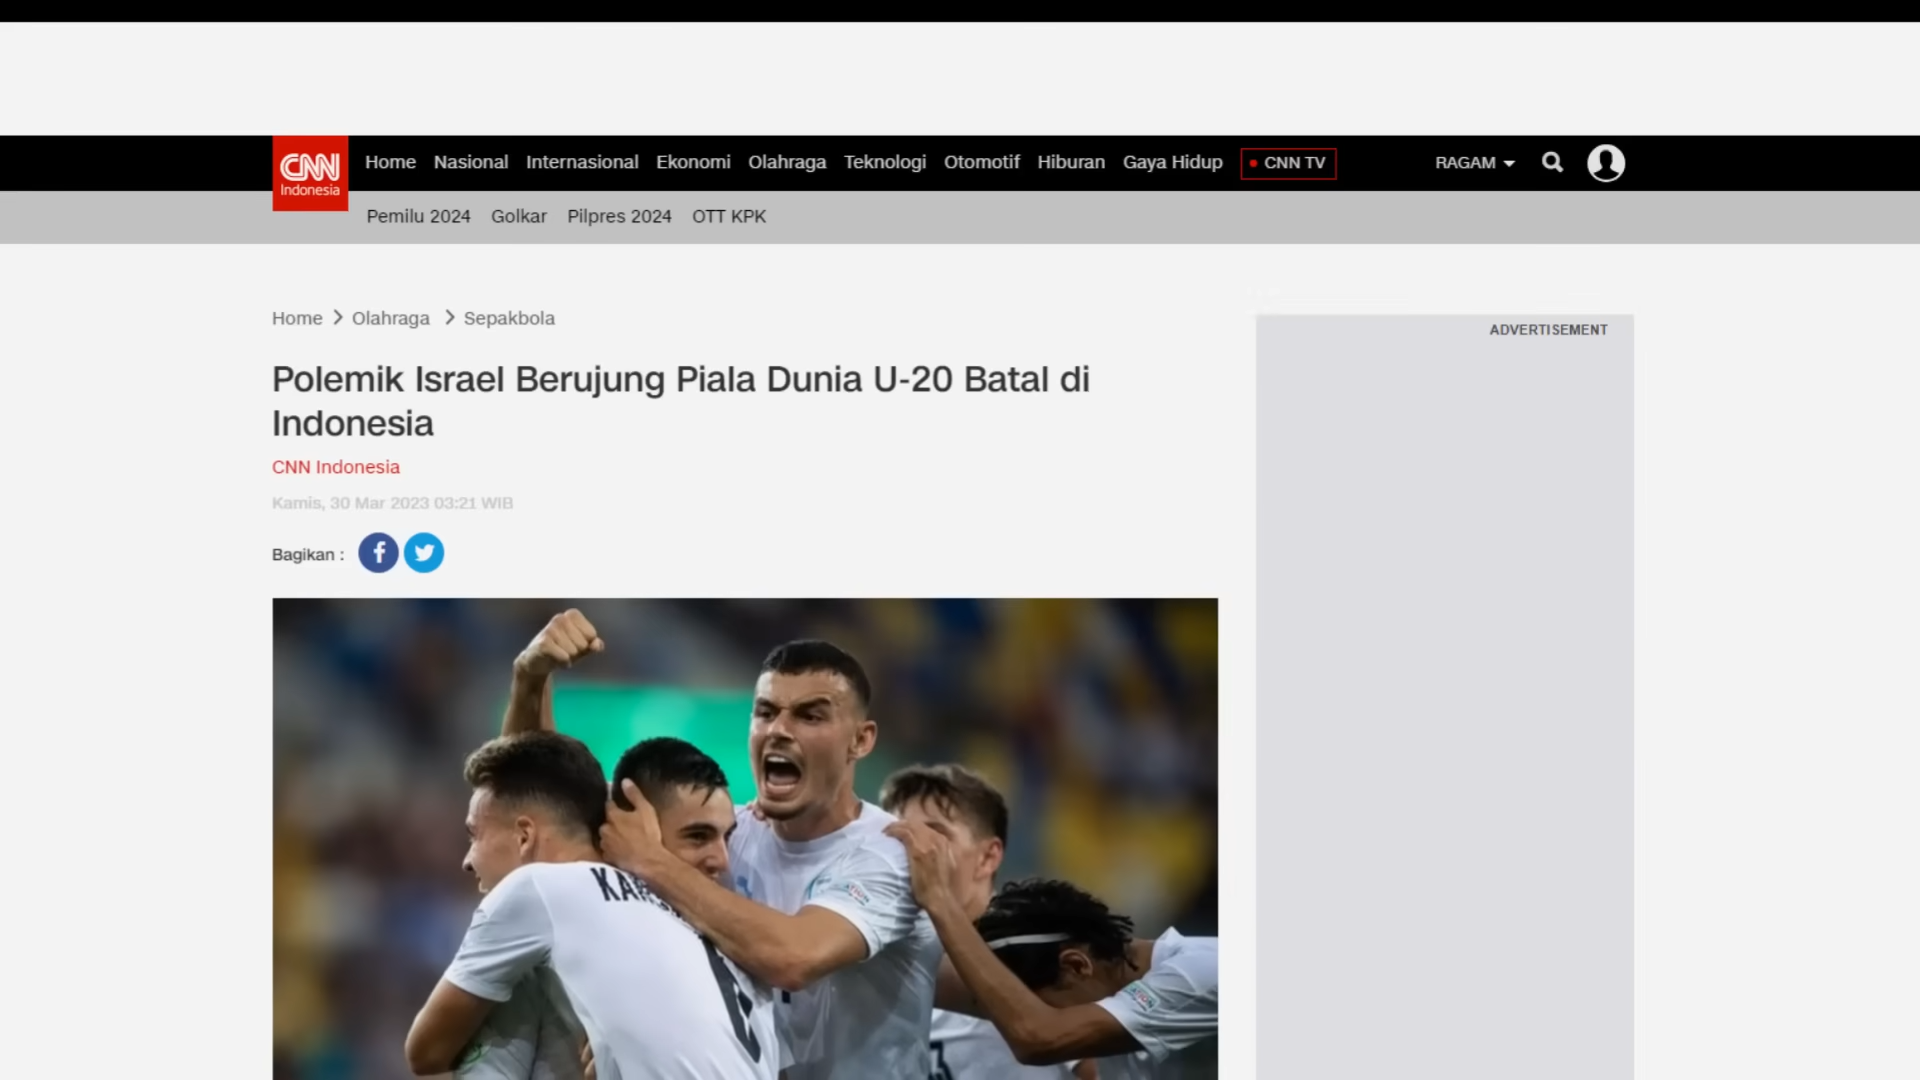 CNN
Indonesia
Home Nasional Internasional Ekonomi Olahraga Teknologi Otomotif Hiburan Gaya Hidup CNN TV RAGAM
Pemilu 2024 Golkar Pilpres 2024 OTT KPK
Home > Olahraga > Sepakbola
ADVERTISEMENT
Polemik Israel Berujung Piala Dunia U-20 Batal di
Indonesia
CNN Indonesia
Kamis, 30 Mar 2023 03:21 WIB
Bagikan :